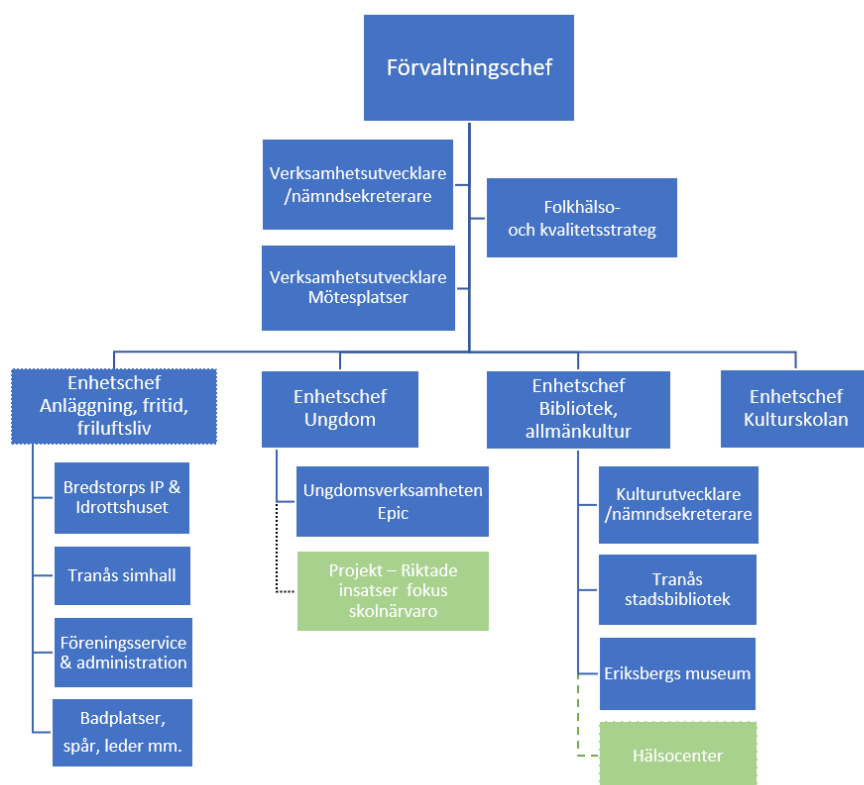 Förvaltningschef
Verksamhetsutvecklare
/nämndsekreterare
Folkhälso-
och kvalitetsstrateg
Verksamhetsutvecklare
Mötesplatser
Enhetschef
Anläggning, fritid,
friluftsliv
Enhetschef
Ungdom
Enhetschef
Bibliotek,
allmänkultur
Enhetschef
Kulturskolan
Bredstorps IP &
Idrottshuset
Tranås simhall
Föreningsservice
& administration
Badplatser,
spår, leder mm.
Ungdomsverksamheten
Epic
Projekt – Riktade
insatser fokus
skolnärvaro
Kulturutvecklare
/nämndsekreterare
Tranås
stadsbibliotek
Eriksbergs museum
Hälsocenter